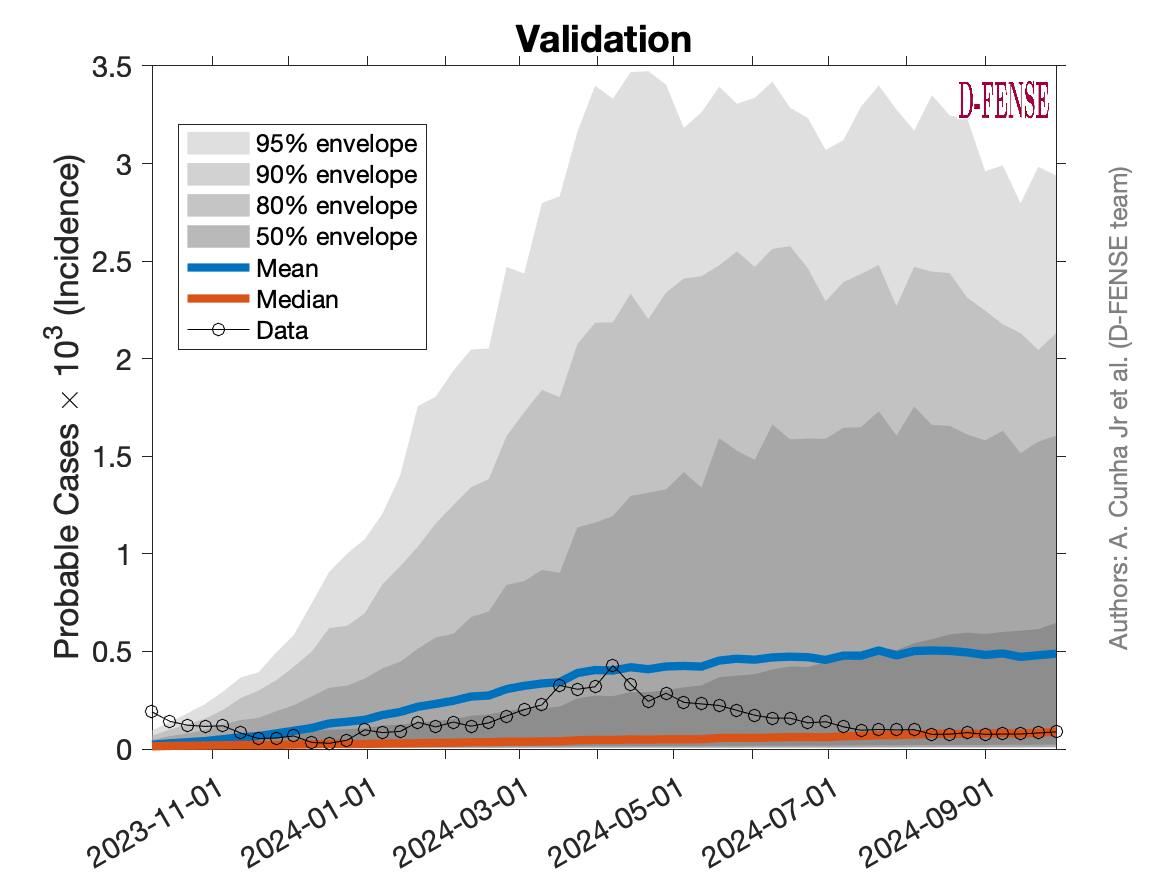 Validation
D-FENSE
95% envelope
90% envelope
80% envelope
50% envelope
Mean
Median
Data
Probable Cases × 10³ (Incidence)
3.5
3
2.5
2
1.5
1
0.5
0
2023-11-01
2024-01-01
2024-03-01
2024-05-01
2024-07-01
2024-09-01
Authors: A. Cunha Jr et al. (D-FENSE team)